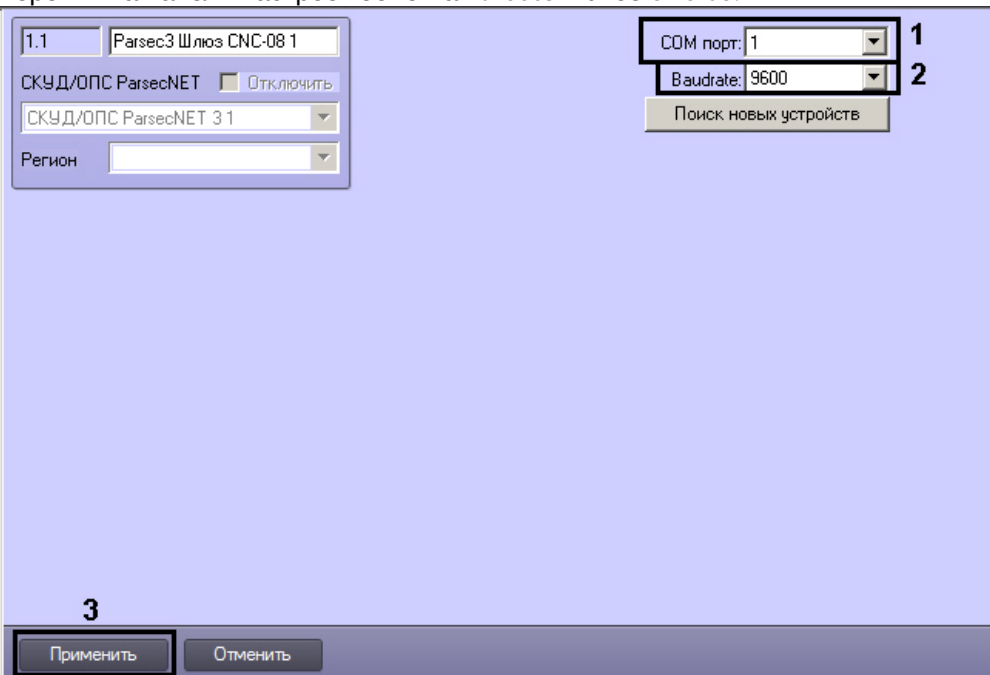 1.1 Parsec3 Шлюз CNC-08 1
СКУД/ОПС ParsecNET Отключить
СКУД/ОПС ParsecNET 3 1
Регион
COM порт: 1 1
Baudrate: 9600 2
Поиск новых устройств
3
Применить Отменить